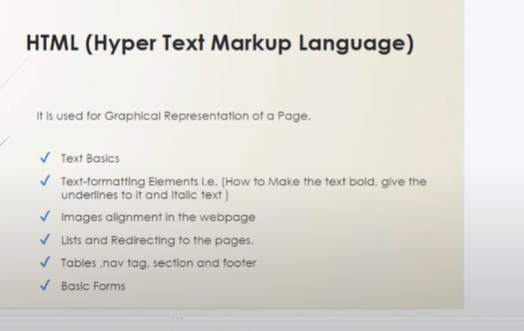 HTML (Hyper Text Markup Language)
It is used for Graphical Representation of a Page.
Text Basics
Text-formatting Elements i.e. (How to Make the text bold, give the
underlines to it and Italic text )
Images alignment in the webpage
Lists and Redirecting to the pages.
Tables ,nav tag, section and footer
Basic Forms